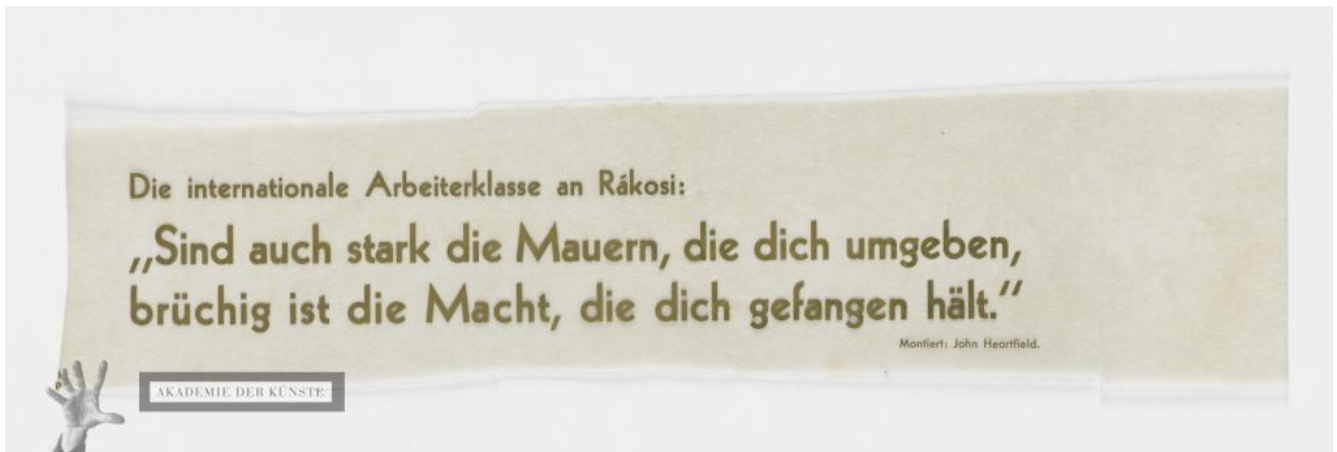 Die internationale Arbeiterklasse an Rákosi:
„Sind auch stark die Mauern, die dich umgeben,
brüchig ist die Macht, die dich gefangen hält.“
Montiert: John Heartfield.
AKADEMIE DER KÜNSTE